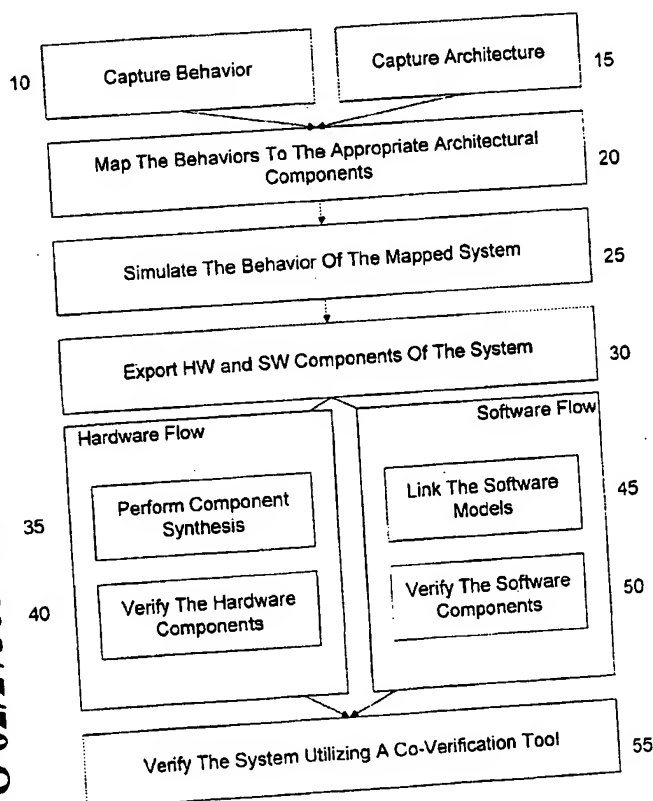 10
Capture Behavior
Capture Architecture
15
Map The Behaviors To The Appropriate Architectural
Components
20
Simulate The Behavior Of The Mapped System
25
Export HW and SW Components Of The System
30
Hardware Flow
Software Flow
35
Perform Component
Synthesis
Link The Software
Models
45
40
Verify The Hardware
Components
Verify The Software
Components
50
Verify The System Utilizing A Co-Verification Tool
55